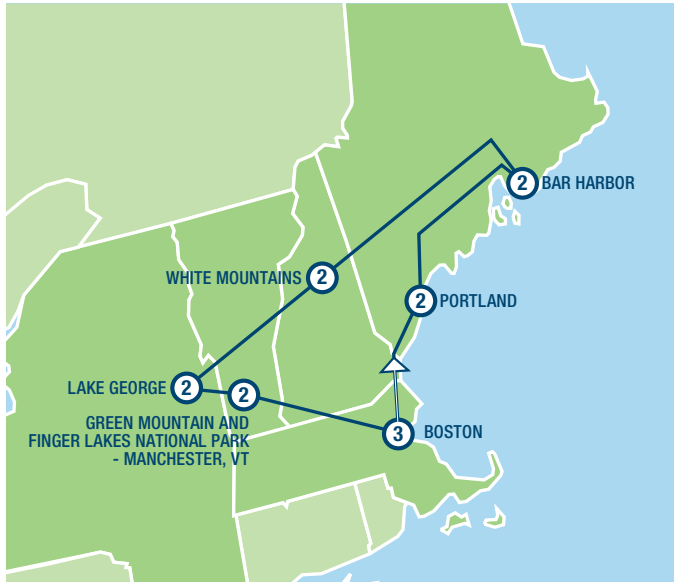 2 BAR HARBOR
WHITE MOUNTAINS 2
2 PORTLAND
LAKE GEORGE 2
2
GREEN MOUNTAIN AND
FINGER LAKES NATIONAL PARK
- MANCHESTER, VT
3 BOSTON